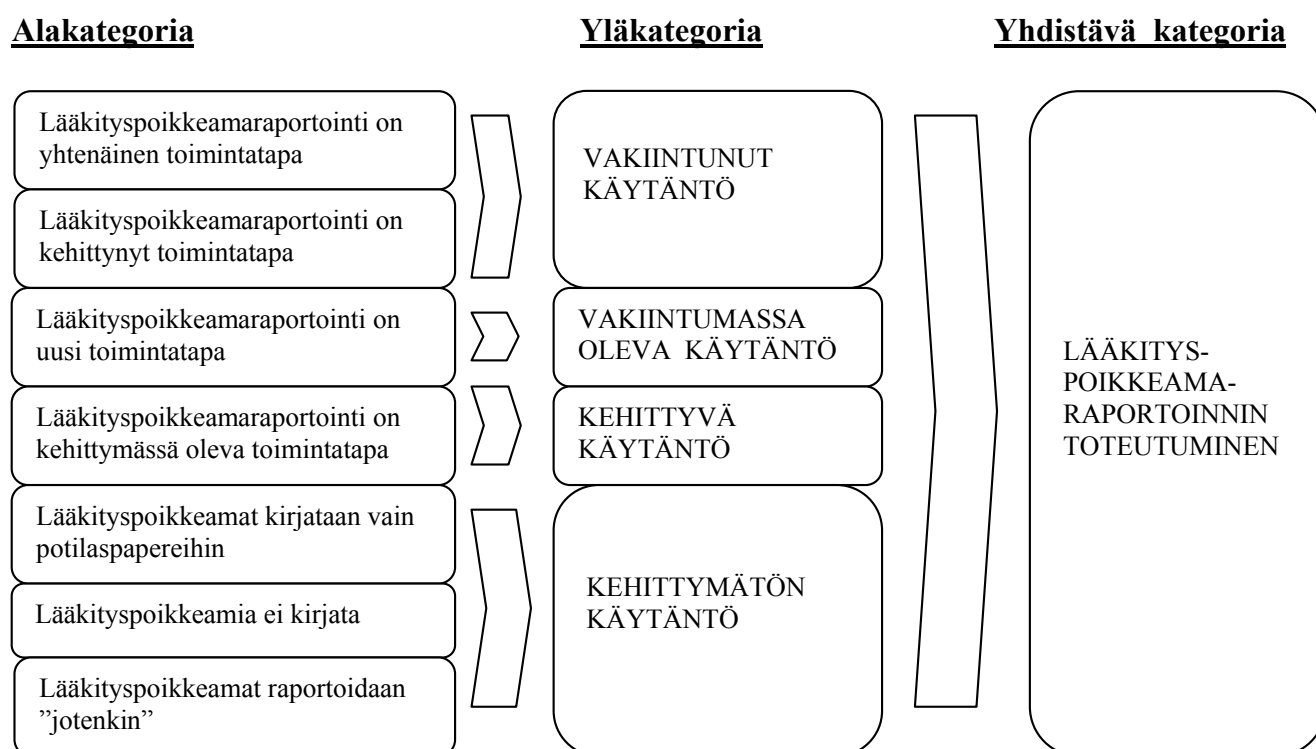 Alakategoria
Yläkategoria
Yhdistävä kategoria
Lääkityspoikkeamaraportointi on
yhtenäinen toimintatapa
Lääkityspoikkeamaraportointi on
kehittynyt toimintatapa
Lääkityspoikkeamaraportointi on
uusi toimintatapa
Lääkityspoikkeamaraportointi on
kehittymässä oleva toimintatapa
Lääkityspoikkeamat kirjataan vain
potilaspapereihin
Lääkityspoikkeamia ei kirjata
Lääkityspoikkeamat raportoidaan
”jotenkin”
VAKIINTUNUT
KÄYTÄNTÖ
VAKIINTUMASSA
OLEVA KÄYTÄNTÖ
KEHITTYVÄ
KÄYTÄNTÖ
KEHITTYMÄTÖN
KÄYTÄNTÖ
LÄÄKITYS-
POIKKEAMA-
RAPORTOINNIN
TOTEUTUMINEN